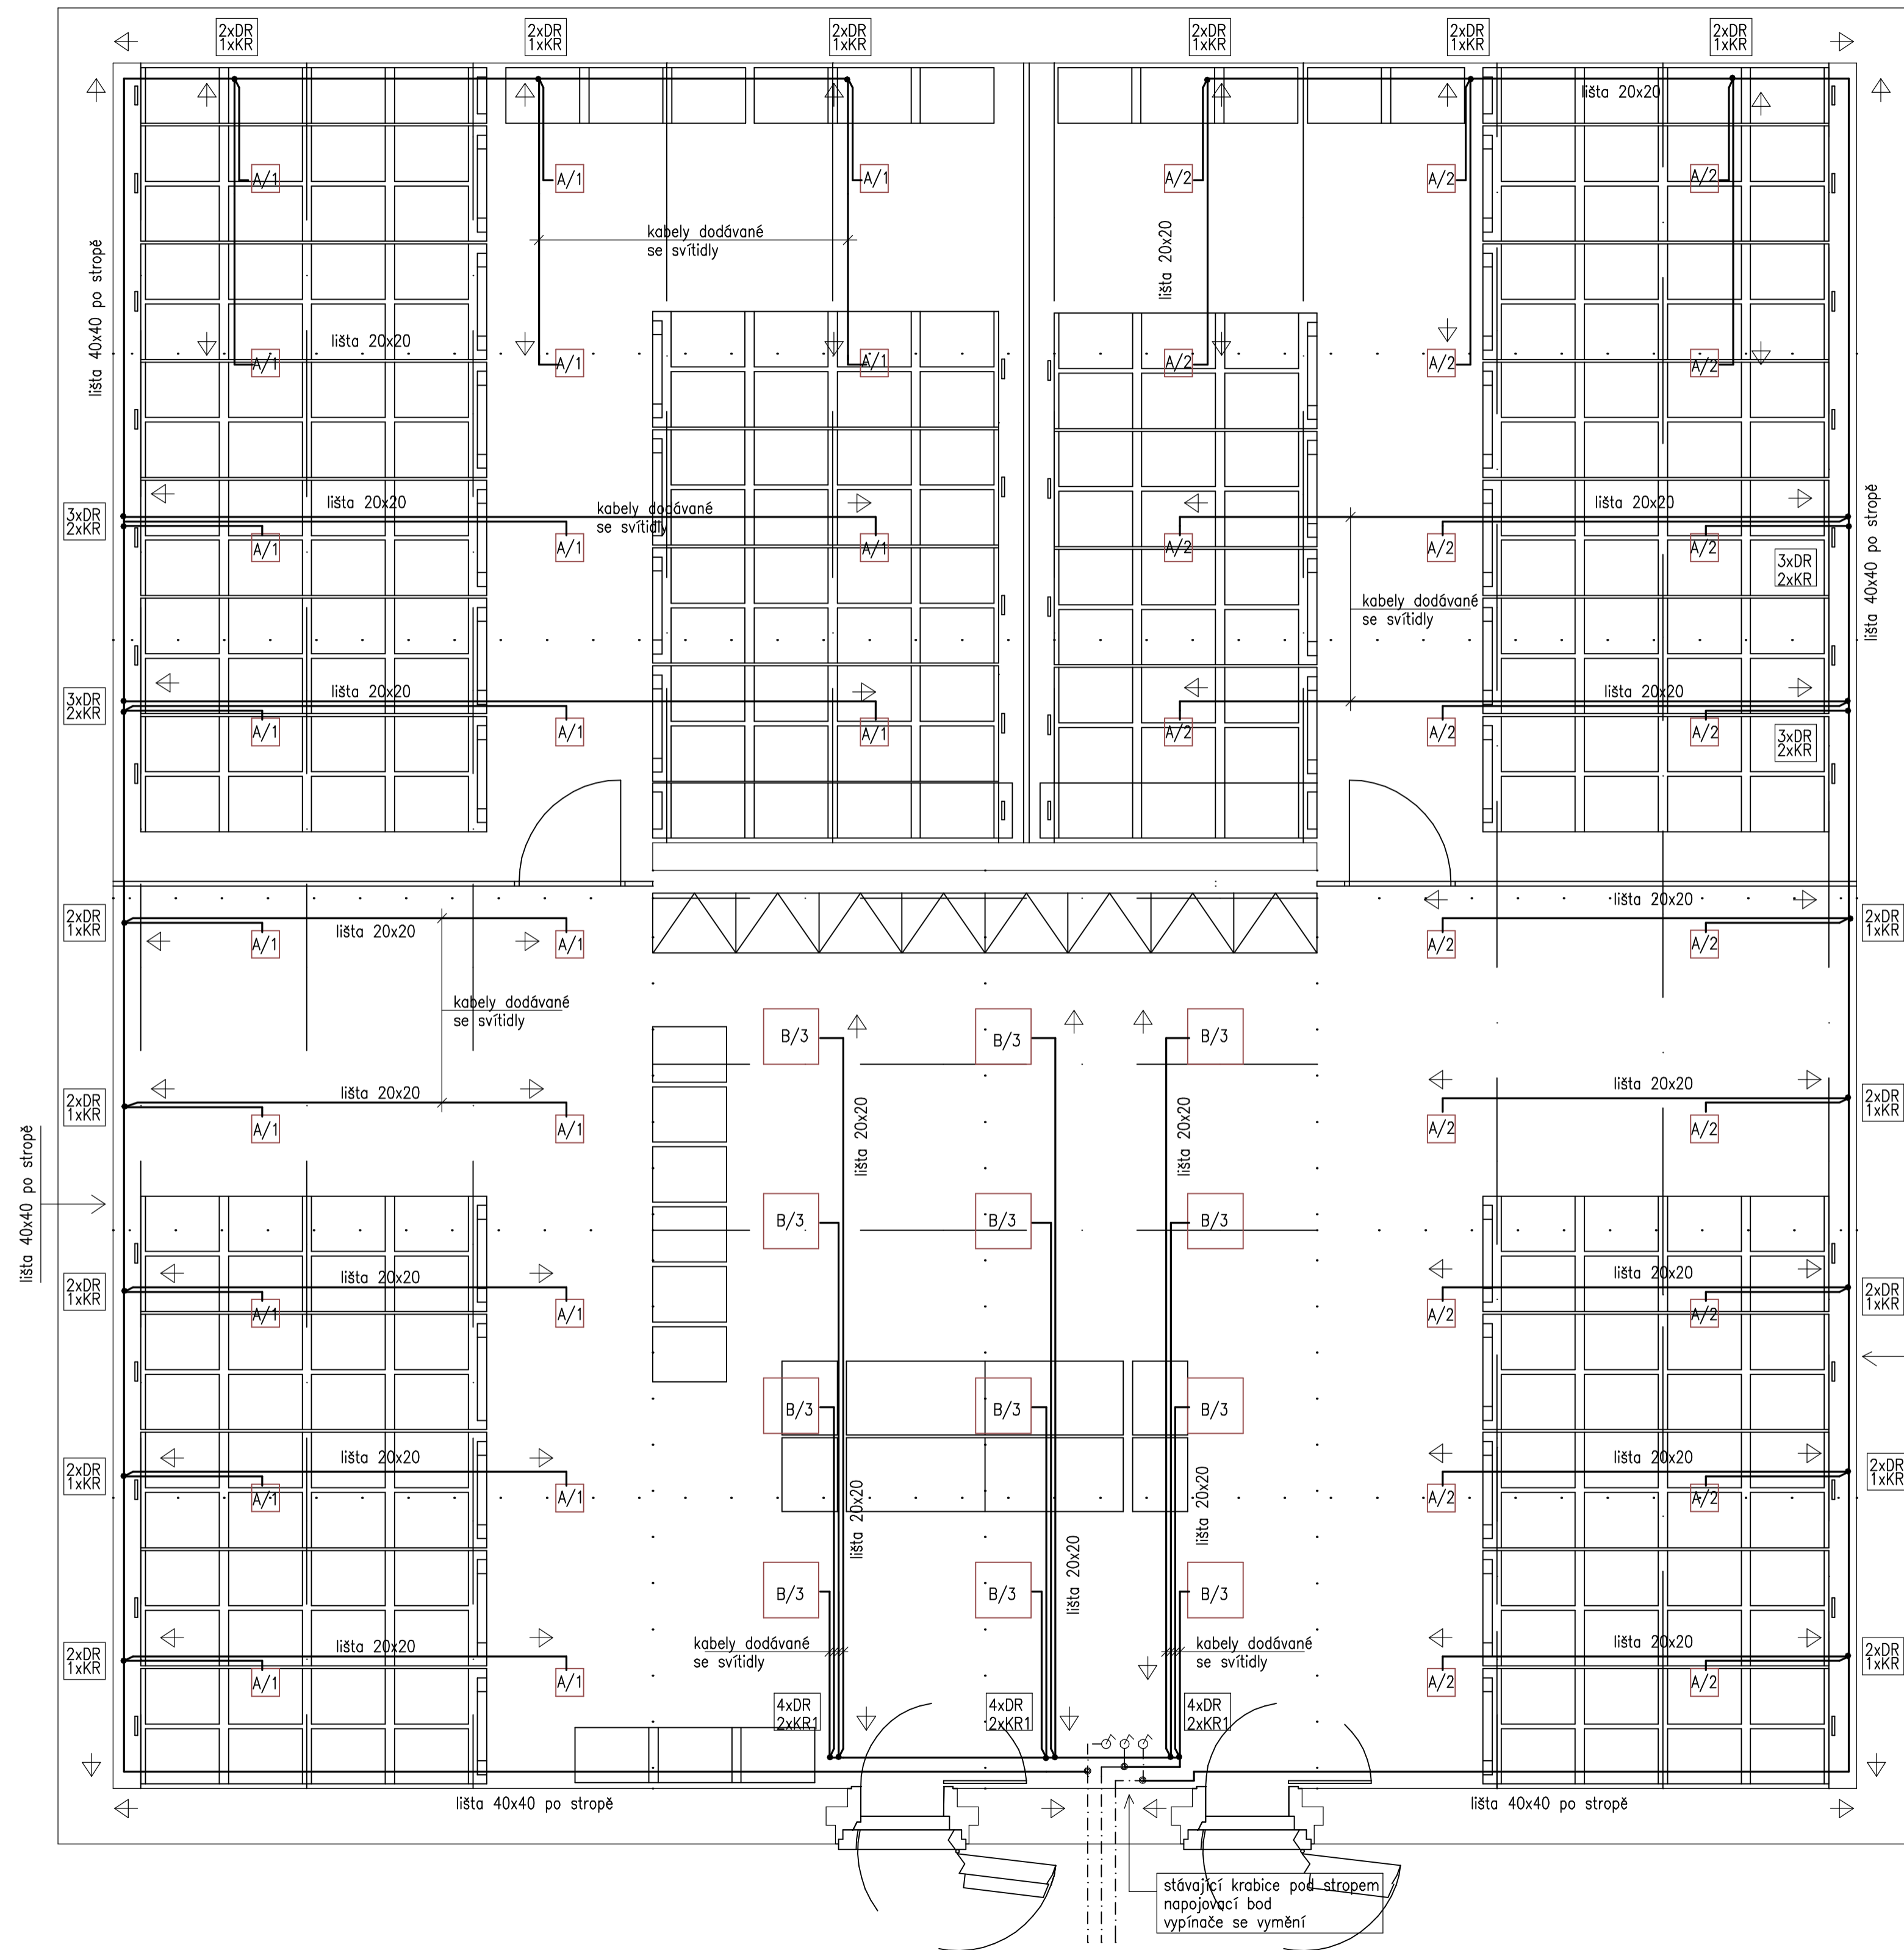 2xDR
1xKR
2xDR
1xKR
2xDR
1xKR
2xDR
1xKR
2xDR
1xKR
2xDR
1xKR
lišta 20x20
A/1
A/1
A/1
A/2
A/2
A/2
kabely dodávané
se svítidly
lišta 20x20
lišta 40x40 po stropě
lišta 20x20
A/1
A/1
A/1
A/2
A/2
A/2
3xDR
2xKR
lišta 20x20
kabely dodávané
se svítidly
lišta 20x20
lišta 40x40 po stropě
A/1
A/1
A/1
A/2
A/2
A/2
3xDR
2xKR
kabely dodávané
se svítidly
3xDR
2xKR
lišta 20x20
lišta 20x20
A/1
A/1
A/1
A/2
A/2
A/2
3xDR
2xKR
2xDR
1xKR
lišta 20x20
lišta 20x20
2xDR
1xKR
A/1
A/1
A/2
A/2
kabely dodávané
se svítidly
B/3
B/3
B/3
2xDR
1xKR
lišta 20x20
lišta 20x20
2xDR
1xKR
A/1
A/1
lišta 20x20
lišta 20x20
A/2
A/2
lišta 40x40 po stropě
B/3
B/3
B/3
2xDR
1xKR
lišta 20x20
lišta 20x20
2xDR
1xKR
A/1
A/1
A/2
A/2
B/3
B/3
B/3
2xDR
1xKR
lišta 20x20
lišta 20x20
2xDR
1xKR
A/1
A/1
lišta 20x20
lišta 20x20
lišta 20x20
A/2
A/2
B/3
B/3
B/3
2xDR
1xKR
lišta 20x20
kabely dodávané
se svítidly
kabely dodávané
se svítidly
lišta 20x20
2xDR
1xKR
A/1
A/1
A/2
A/2
4xDR
2xKR1
4xDR
2xKR1
4xDR
2xKR1
lišta 40x40 po stropě
lišta 40x40 po stropě
stávající krabice pod stropem
napojovací bod
vypínače se vymění